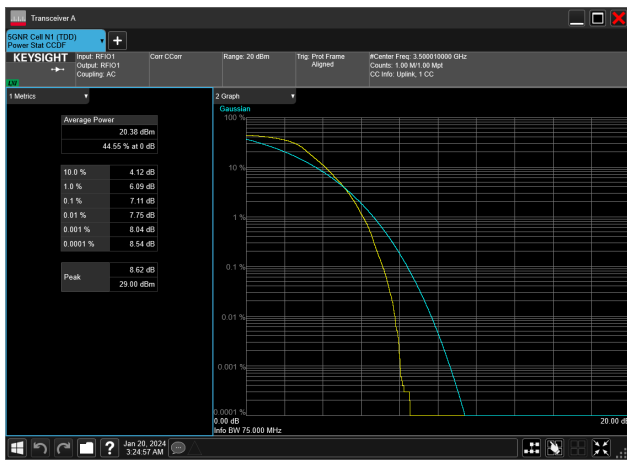 Transceiver A
5GNR Cell N1 (TDD)
Power Stat CCDF
KEYSIGHT
Input: RFIO1
Output: RFIO1
Coupling: AC
Corr CCorr
Range: 20 dBm
Trig: Prot Frame
Aligned
#Center Freq: 3.500010000 GHz
Counts: 1.00 M/1.00 Mpt
CC Info: Uplink, 1 CC
LXI
1 Metrics
Average Power
20.38 dBm
44.55 % at 0 dB
10.0 % 4.12 dB
1.0 % 6.09 dB
0.1 % 7.11 dB
0.01 % 7.75 dB
0.001 % 8.04 dB
0.0001 % 8.54 dB
Peak
8.62 dB
29.00 dBm
2 Graph
Gaussian
100 %
10 %
1 %
0.1 %
0.01 %
0.001 %
0.0001 %
0.00 dB
20.00 dB
Info BW 75.000 MHz
Jan 20, 2024
3:24:57 AM